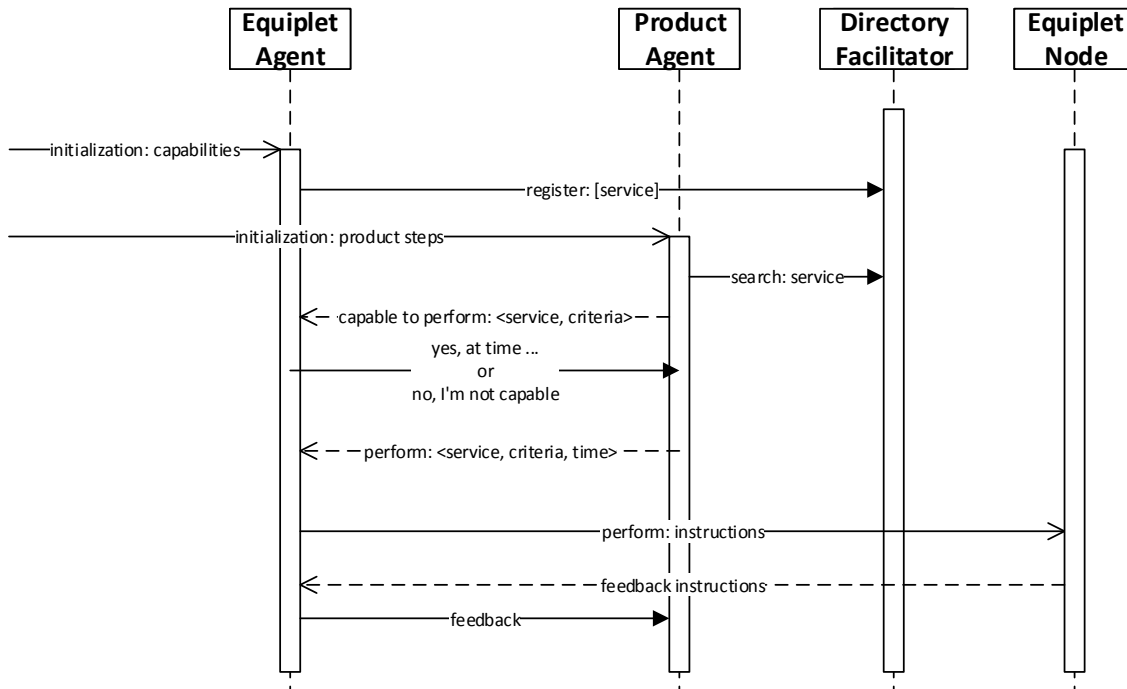 Equiplet
Agent
Product
Agent
Directory
Facilitator
Equiplet
Node
initialization: capabilities
register: [service]
initialization: product steps
search: service
capable to perform: <service, criteria>
yes, at time ...
or
no, I'm not capable
perform: <service, criteria, time>
perform: instructions
feedback instructions
feedback